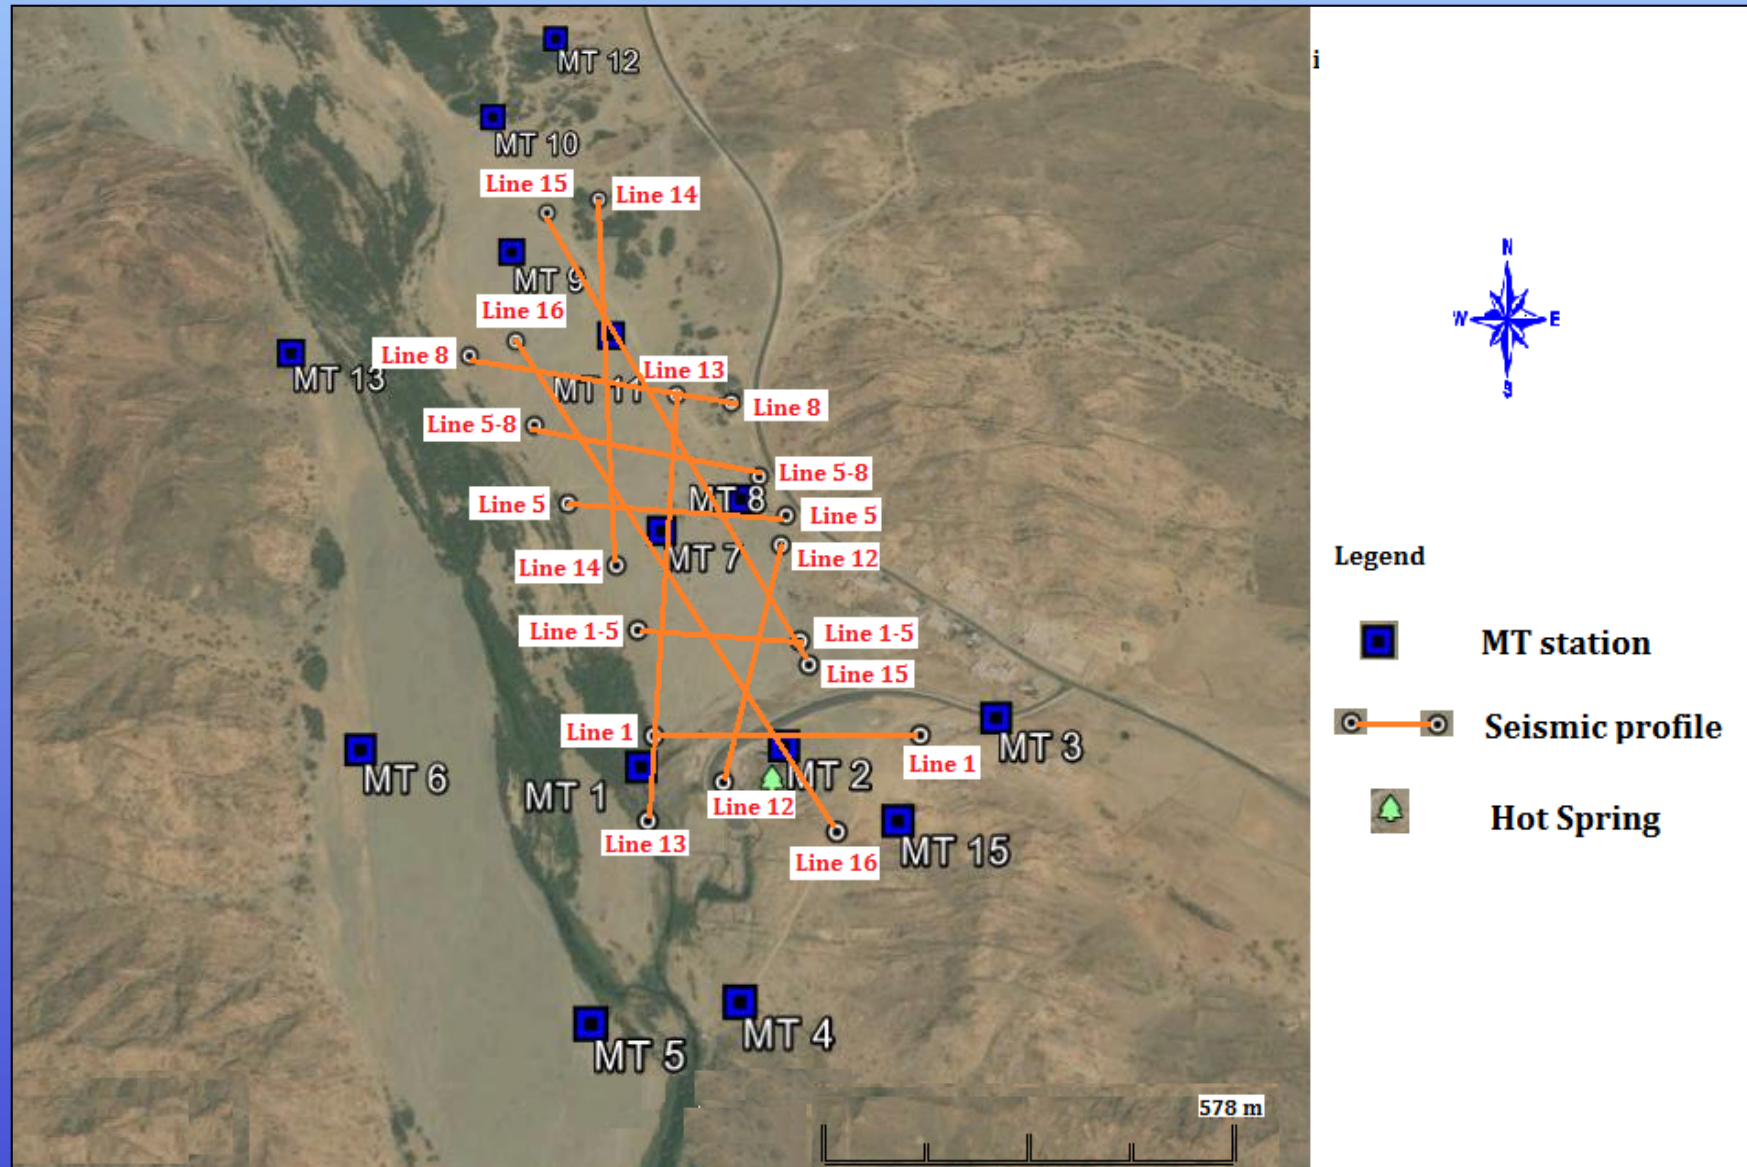 MT 12
i
MT 10
Line 15
Line 14
N
MT 9
Line 16
W E
S
Line 8
MT 13
MT 11
Line 13
Line 8
Line 5-8
Line 5-8
MT 8
Line 5
Line 5
MT 7
Line 12
Line 14
Legend
Line 1-5
Line 1-5
MT station
Line 15
Line 1
Seismic profile
MT 3
Line 1
MT 6
MT 2
MT 1
Line 12
Hot Spring
Line 13
MT 15
Line 16
MT 4
MT 5
578 m